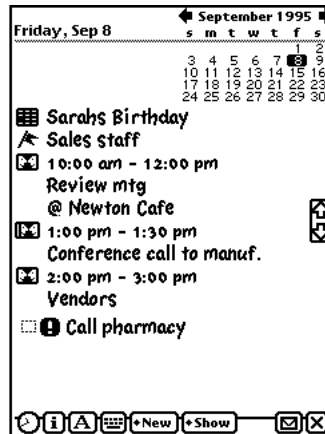 September 1995
Friday, Sep 8
s m t w t f s
1 2
3 4 5 6 7 8 9
10 11 12 13 14 15 16
17 18 19 20 21 22 23
24 25 26 27 28 29 30
Sarahs Birthday
Sales staff
10:00 am - 12:00 pm
Review mtg
@ Newton Cafe
1:00 pm - 1:30 pm
Conference call to manuf.
2:00 pm - 3:00 pm
Vendors
Call pharmacy
i A New Show